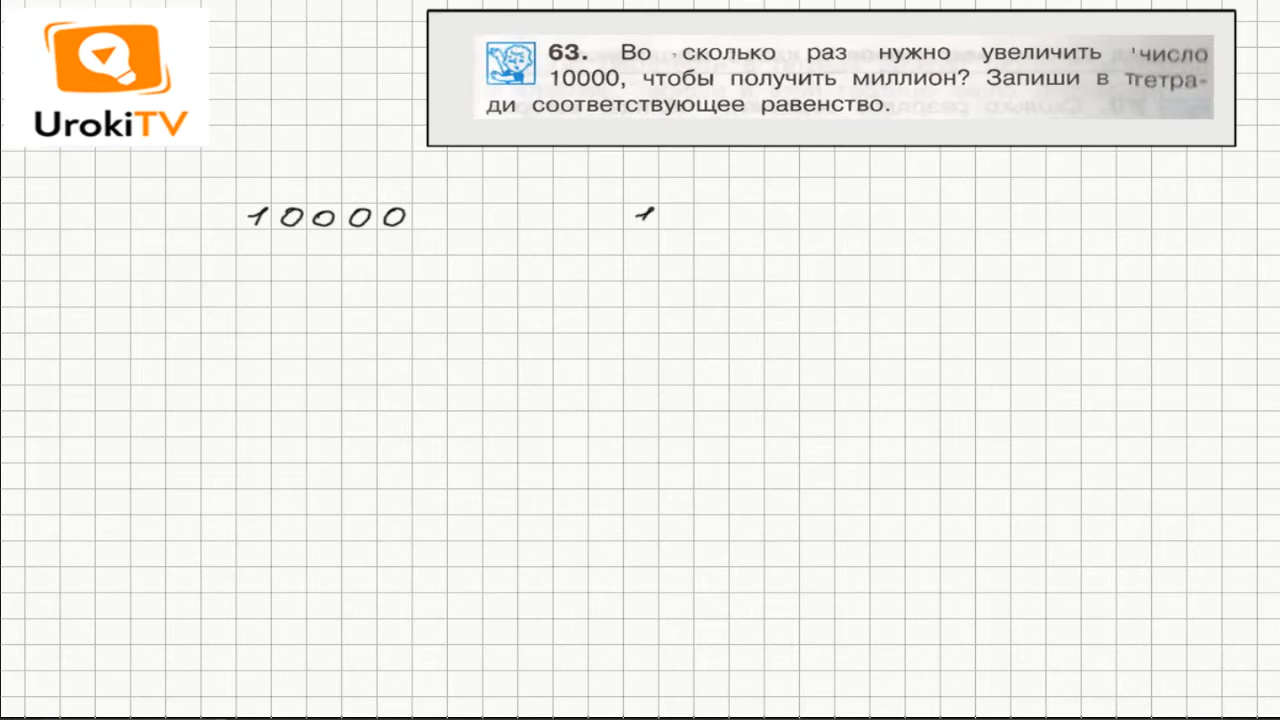 UrokiTV
63. Во сколько раз нужно увеличить число
10000, чтобы получить миллион? Запиши в тетра-
ди соответствующее равенство.
10000 1